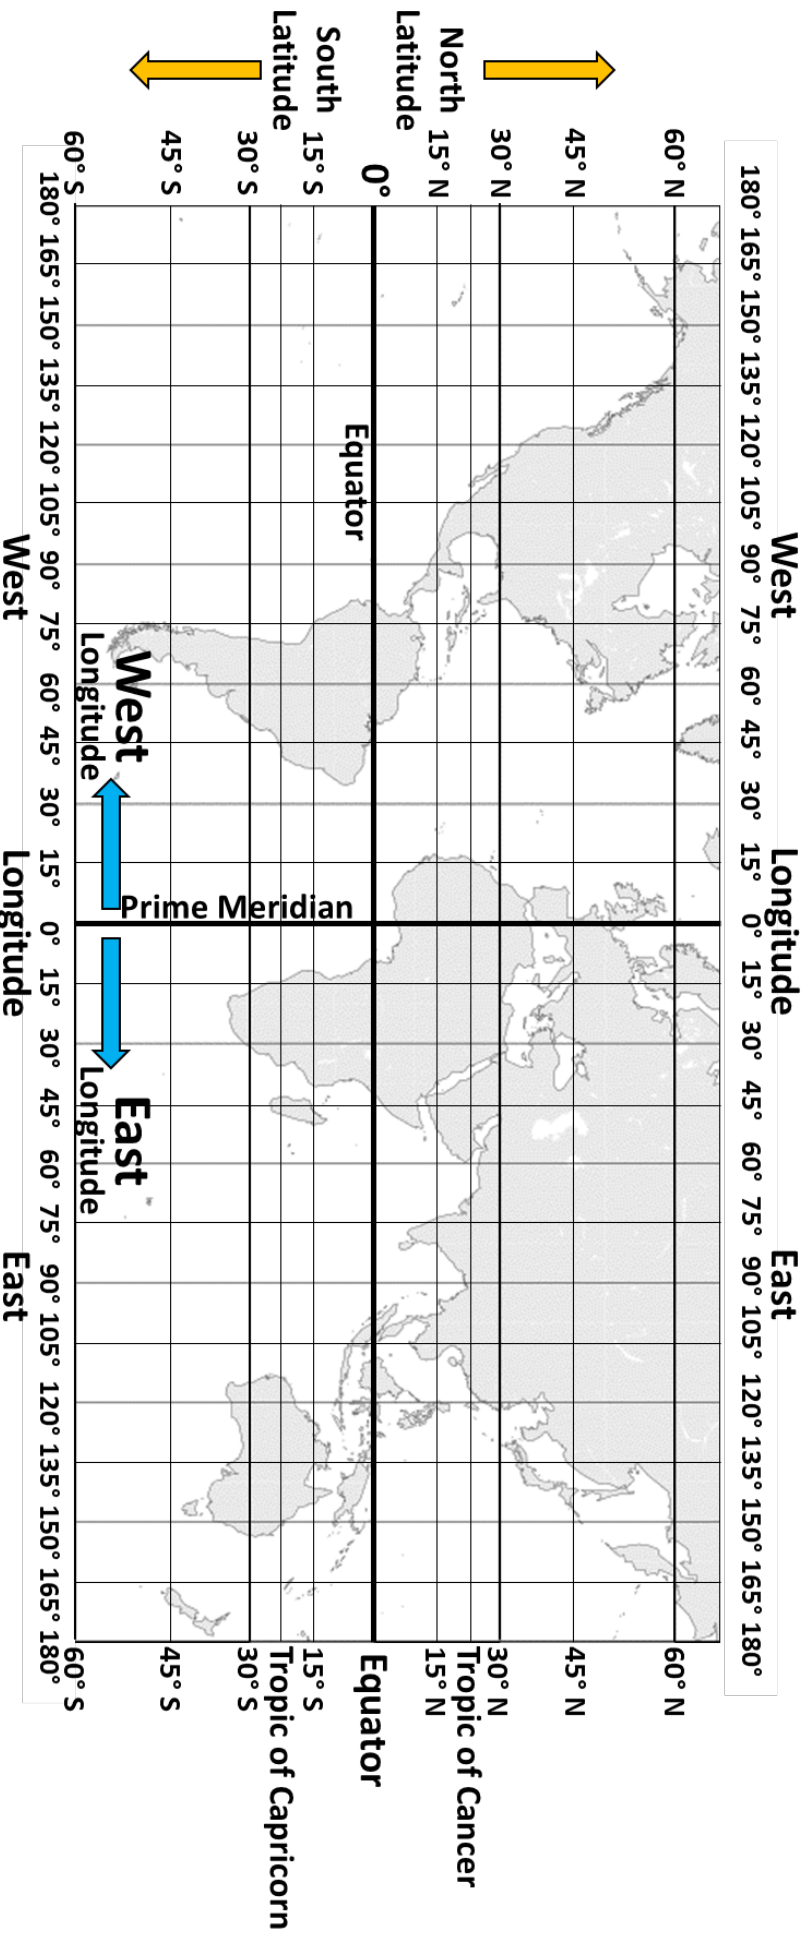 West Longitude East
180° 165° 150° 135° 120° 105° 90° 75° 60° 45° 30° 15° 0° 15° 30° 45° 60° 75° 90° 105° 120° 135° 150° 165° 180°
60° N 60° N
45° N 45° N
30° N 30° N
Tropic of Cancer
15° N 15° N
North
Latitude
0° Equator
Equator
15° S 15° S
South
Latitude
Tropic of Capricorn
30° S 30° S
Prime Meridian
45° S 45° S
West
Longitude
East
Longitude
60° S 60° S
180° 165° 150° 135° 120° 105° 90° 75° 60° 45° 30° 15° 0° 15° 30° 45° 60° 75° 90° 105° 120° 135° 150° 165° 180°
West Longitude East